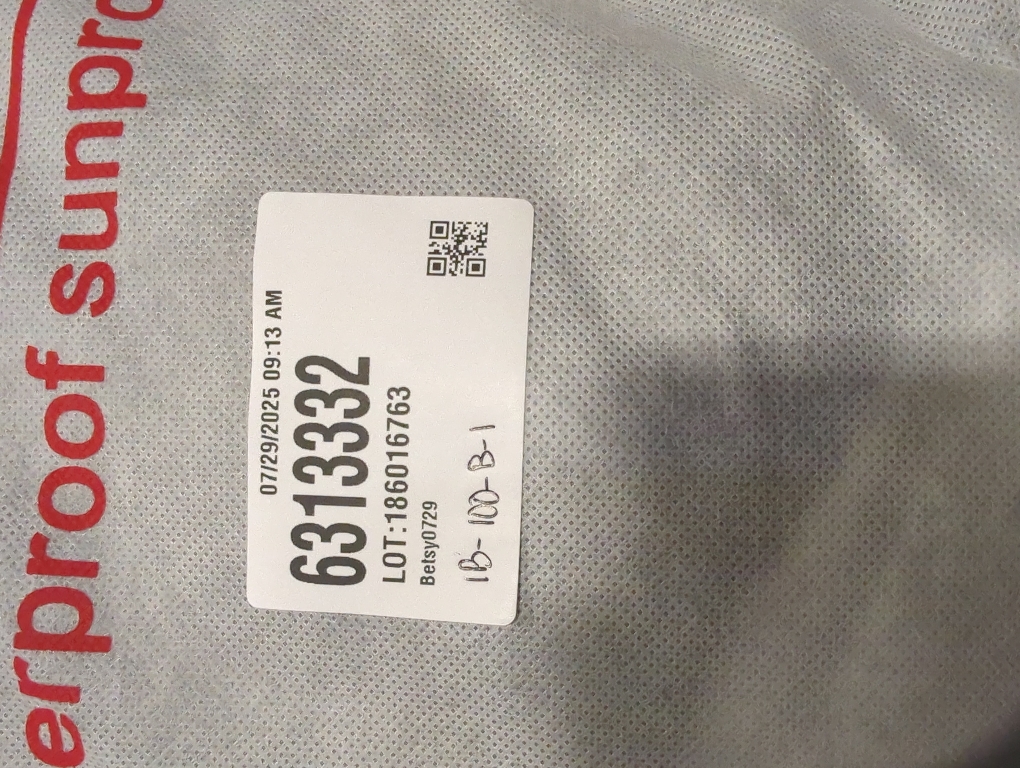 erproof sunpro
07/29/2025 09:13 AM
6313332
LOT:186016763
Betsy0729
1B-100-B-1